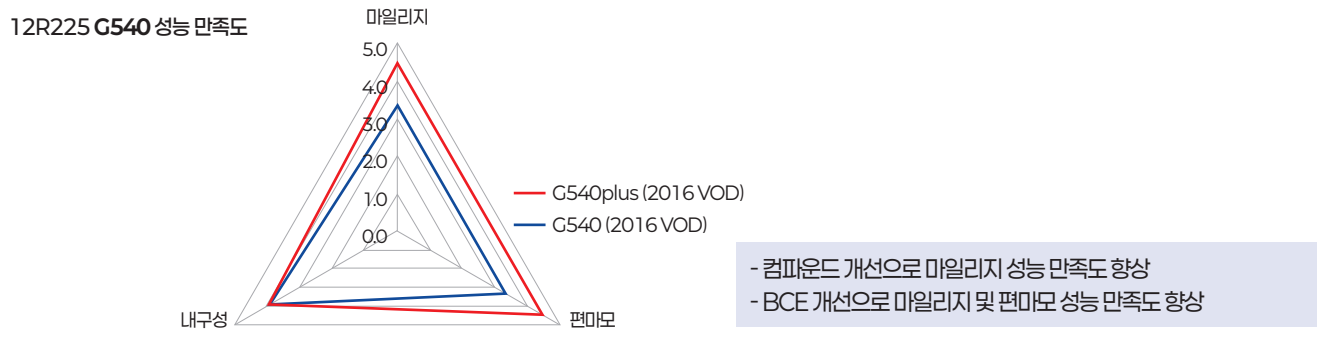 12R225 G540 성능 만족도
마일리지
5.0
4.0
3.0
2.0
1.0
0.0
내구성
편마모
G540plus (2016 VOD)
G540 (2016 VOD)
- 컴파운드 개선으로 마일리지 성능 만족도 향상
- BCE 개선으로 마일리지 및 편마모 성능 만족도 향상